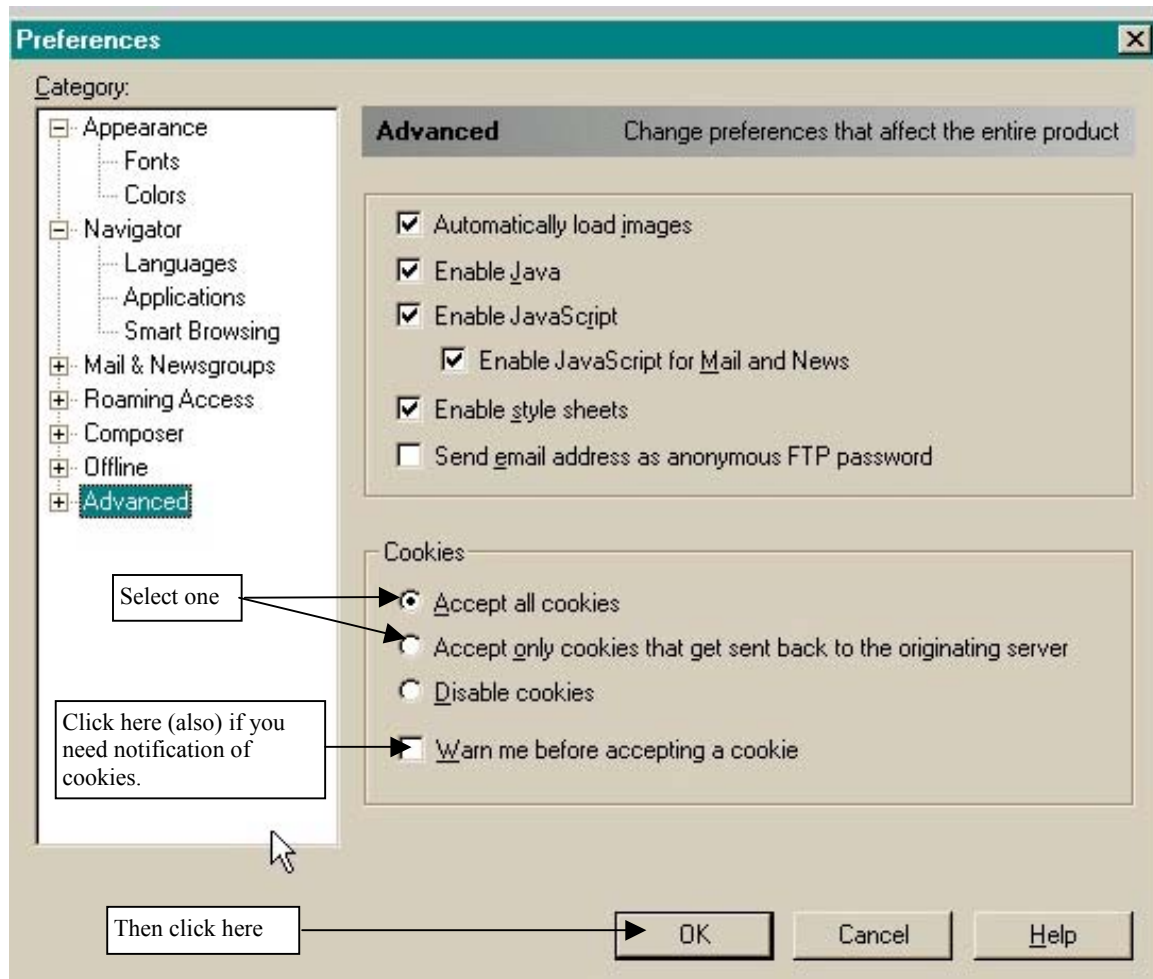 Preferences
Category:
Appearance
Fonts
Colors
Navigator
Languages
Applications
Smart Browsing
Mail & Newsgroups
Roaming Access
Composer
Offline
Advanced
Advanced Change preferences that affect the entire product
Automatically load images
Enable Java
Enable JavaScript
Enable JavaScript for Mail and News
Enable style sheets
Send email address as anonymous FTP password
Cookies
Select one
Accept all cookies
Accept only cookies that get sent back to the originating server
Disable cookies
Click here (also) if you
need notification of
cookies.
Warn me before accepting a cookie
Then click here
OK Cancel Help